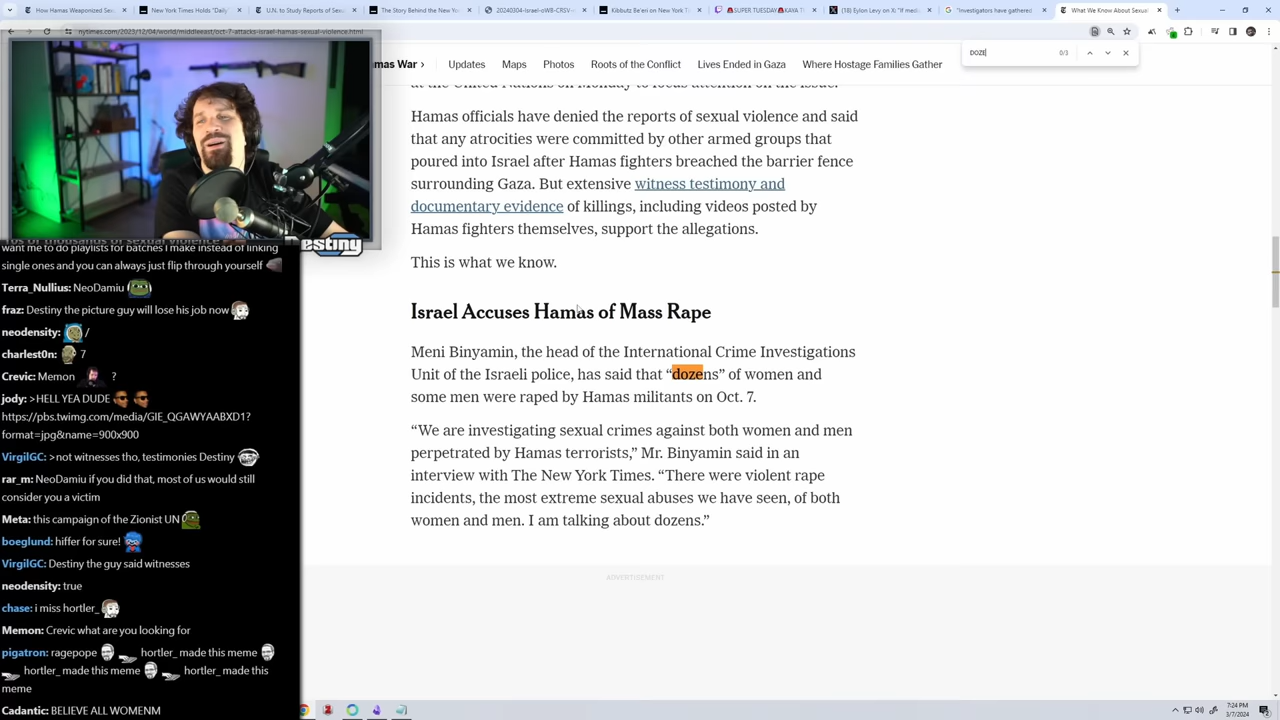 How Hamas Weaponized Sex
New York Times Holds "Daily
U.N. to Study Reports of Sexu
The Story Behind the New Y
20240304-Israel-oWB-CRSV-
Kibbutz Be'eri on New York Ti
🚨SUPER TUESDAY🚨KAYA T
(18) Eylon Levy on X: "If medi
"Investigators have gathered
What We Know About Sexual
nytimes.com/2023/12/04/world/middleeast/oct-7-attacks-israel-hamas-sexual-violence.html
DOZE
0/3
mas War ›
Updates
Maps
Photos
Roots of the Conflict
Lives Ended in Gaza
Where Hostage Families Gather
at the United Nations on Monday to focus attention on the issue.
Hamas officials have denied the reports of sexual violence and said
that any atrocities were committed by other armed groups that
poured into Israel after Hamas fighters breached the barrier fence
surrounding Gaza. But extensive witness testimony and
documentary evidence of killings, including videos posted by
Hamas fighters themselves, support the allegations.
This is what we know.
Israel Accuses Hamas of Mass Rape
Meni Binyamin, the head of the International Crime Investigations
Unit of the Israeli police, has said that “dozens” of women and
some men were raped by Hamas militants on Oct. 7.
“We are investigating sexual crimes against both women and men
perpetrated by Hamas terrorists,” Mr. Binyamin said in an
interview with The New York Times. “There were violent rape
incidents, the most extreme sexual abuses we have seen, of both
women and men. I am talking about dozens.”
ADVERTISEMENT
Destiny
of thousands of sexual violence
want me to do playlists for batches i make instead of linking
single ones and you can always just flip through yourself
Terra_Nullius: NeoDamiu
fraz: Destiny the picture guy will lose his job now
neodensity: /
charlest0n: 7
Crevic: Memon ?
jody: >HELL YEA DUDE
https://pbs.twimg.com/media/GIE_QGAWYAABXD1?
format=jpg&name=900x900
VirgilGC: >not witnesses tho, testimonies Destiny
rar_m: NeoDamiu if you did that, most of us would still
consider you a victim
Meta: this campaign of the Zionist UN
boeglund: hiffer for sure!
VirgilGC: Destiny the guy said witnesses
neodensity: true
chase: i miss hortler_
Memon: Crevic what are you looking for
pigatron: ragepope hortler_ made this meme
hortler_ made this meme hortler_ made this
meme
Cadantic: BELIEVE ALL WOMENM
7:24 PM
3/7/2024